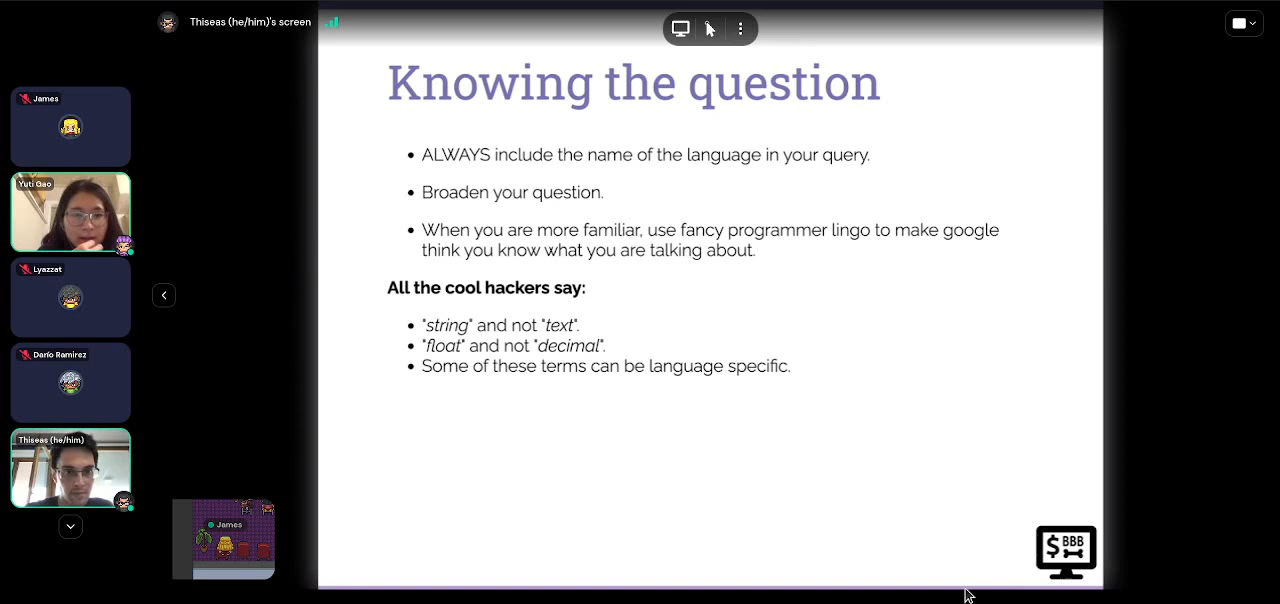 Thiseas (he/him)'s screen
James
Yuti Gao
Lyazzat
Darío Ramirez
Thiseas (he/him)
James
Knowing the question
• ALWAYS include the name of the language in your query.
• Broaden your question.
• When you are more familiar, use fancy programmer lingo to make google
think you know what you are talking about.
All the cool hackers say:
• "string" and not "text".
• "float" and not "decimal".
• Some of these terms can be language specific.
$ BBB